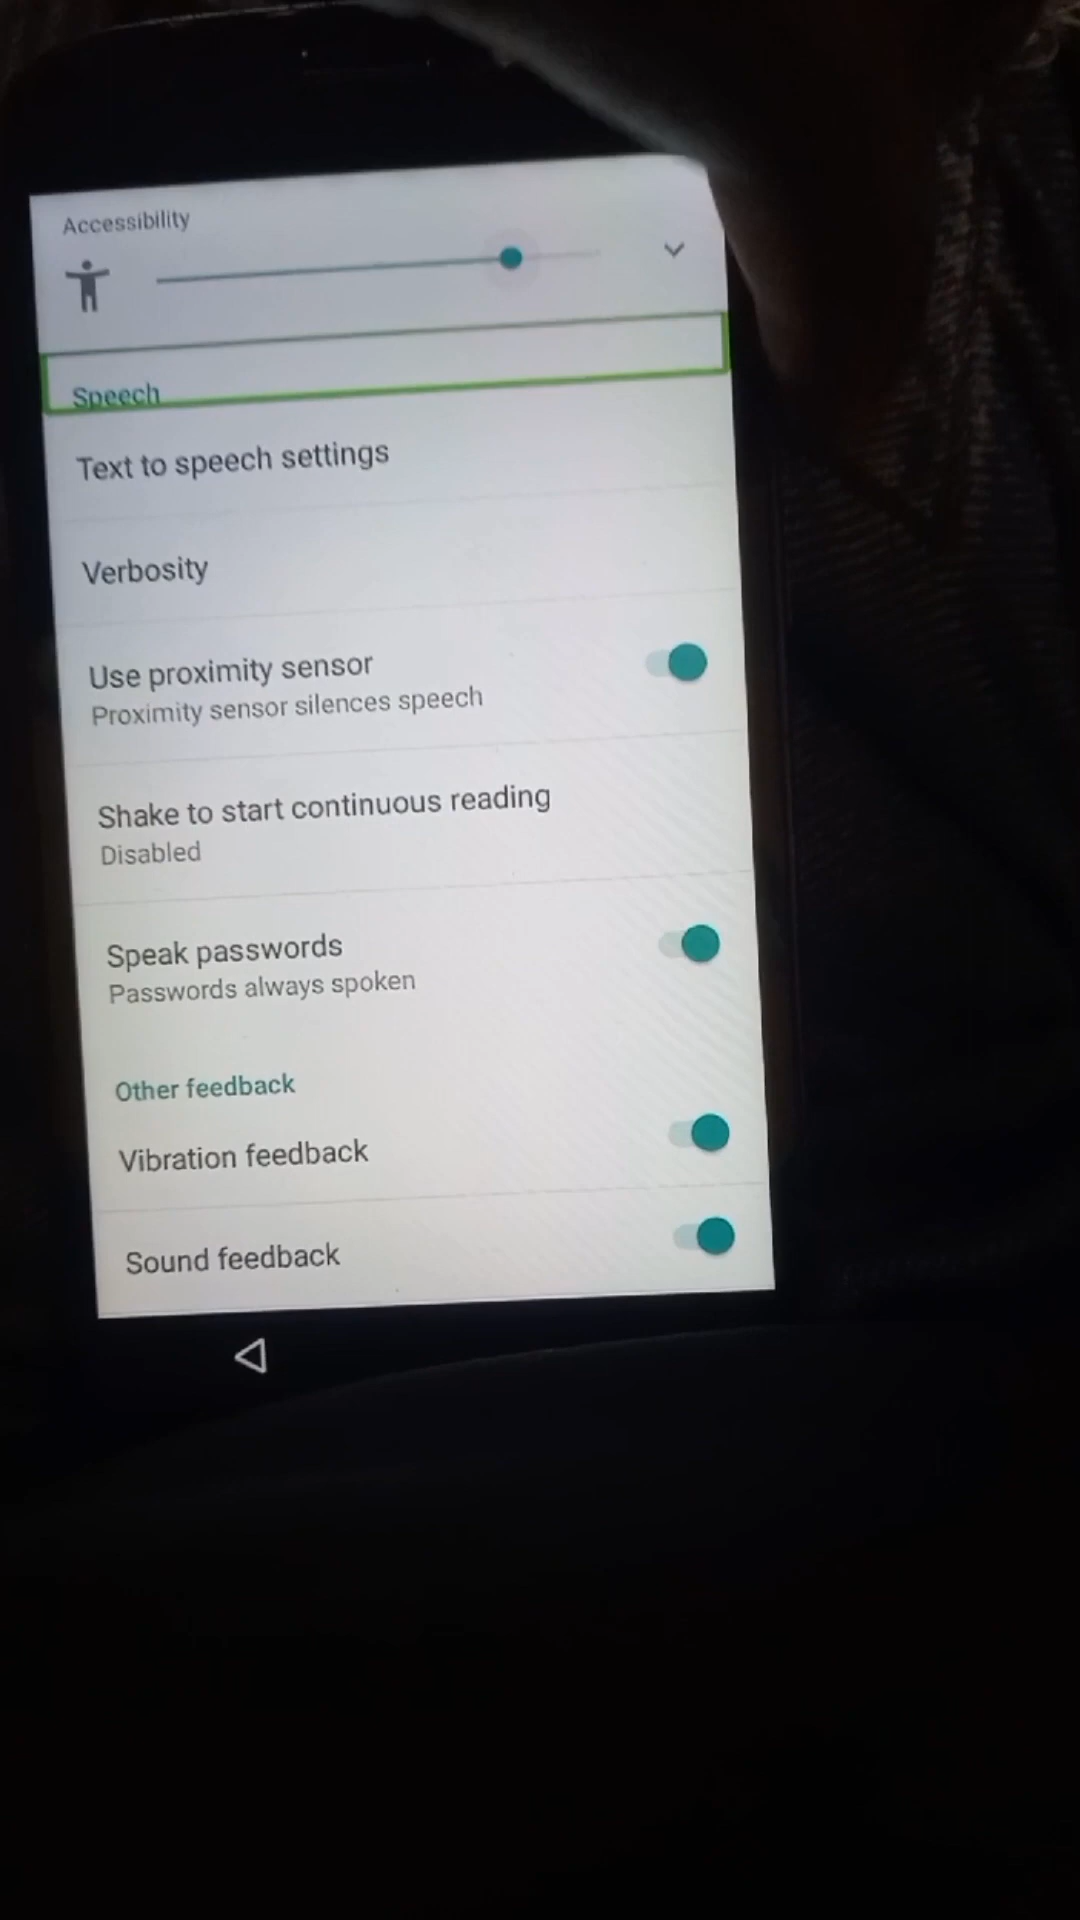 Accessibility
Speech
Text to speech settings
Verbosity
Use proximity sensor
Proximity sensor silences speech
Shake to start continuous reading
Disabled
Speak passwords
Passwords always spoken
Other feedback
Vibration feedback
Sound feedback